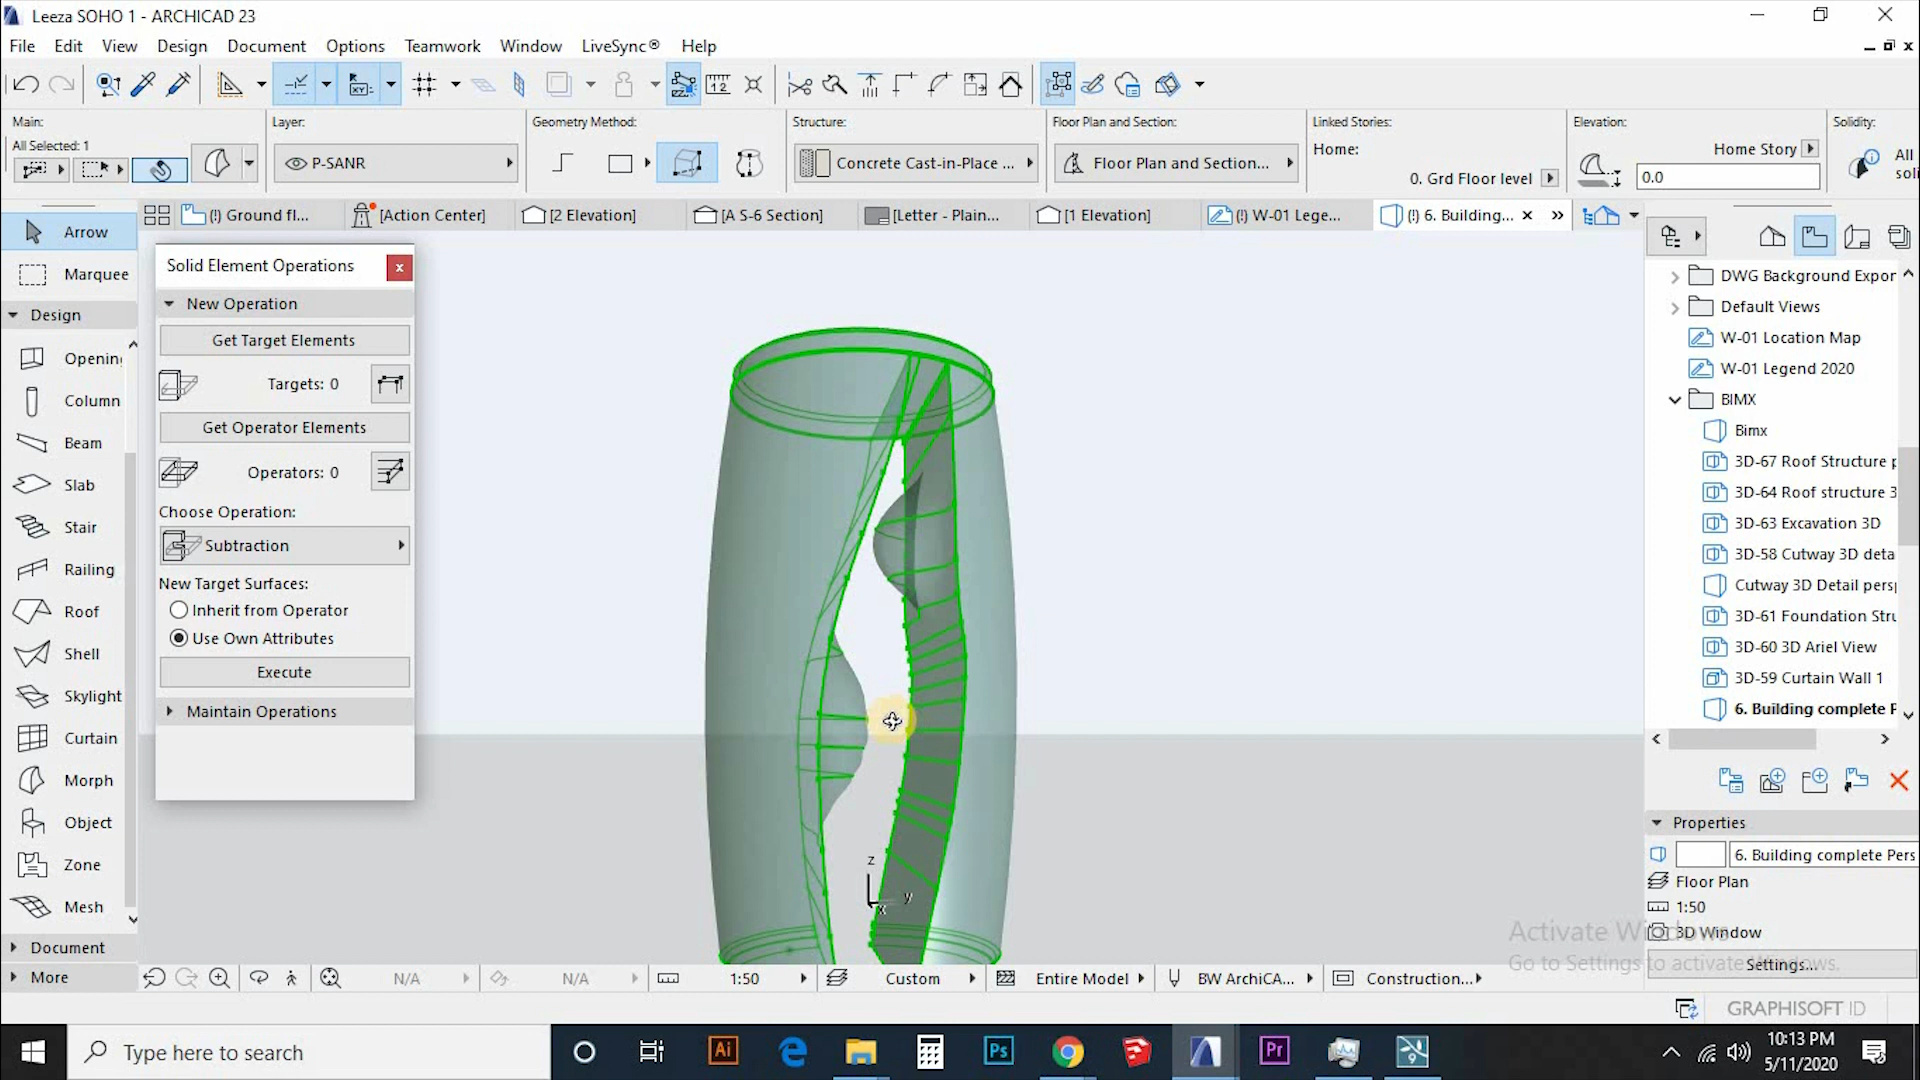 Leeza SOHO 1 - ARCHICAD 23
File Edit View Design Document Options Teamwork Window LiveSync® Help
Main:
All Selected: 1
Layer:
P-SANR
Geometry Method:
Structure:
Concrete Cast-in-Place ...
Floor Plan and Section:
Floor Plan and Section...
Linked Stories:
Home:
0. Grd Floor level
Elevation:
Home Story
0.0
Solidity:
All
soli
(!) Ground fl...
[Action Center]
[2 Elevation]
[A S-6 Section]
[Letter - Plain...
[1 Elevation]
(!) W-01 Lege...
(!) 6. Building...
Arrow
Marquee
Design
Opening
Column
Beam
Slab
Stair
Railing
Roof
Shell
Skylight
Curtain
Morph
Object
Zone
Mesh
Document
More
Solid Element Operations
New Operation
Get Target Elements
Targets: 0
Get Operator Elements
Operators: 0
Choose Operation:
Subtraction
New Target Surfaces:
Inherit from Operator
Use Own Attributes
Execute
Maintain Operations
z
y
x
DWG Background Expor
Default Views
W-01 Location Map
W-01 Legend 2020
BIMX
Bimx
3D-67 Roof Structure p
3D-64 Roof structure 3
3D-63 Excavation 3D
3D-58 Cutway 3D deta
Cutway 3D Detail persp
3D-61 Foundation Stru
3D-60 3D Ariel View
3D-59 Curtain Wall 1
6. Building complete P
Properties
6. Building complete Pers
Floor Plan
1:50
3D Window
Settings...
Activate Windows
Go to Settings to activate Windows.
N/A
N/A
1:50
Custom
Entire Model
BW ArchiCA...
Construction...
GRAPHISOFT ID
Type here to search
Ai
Ps
Pr
10:13 PM
5/11/2020